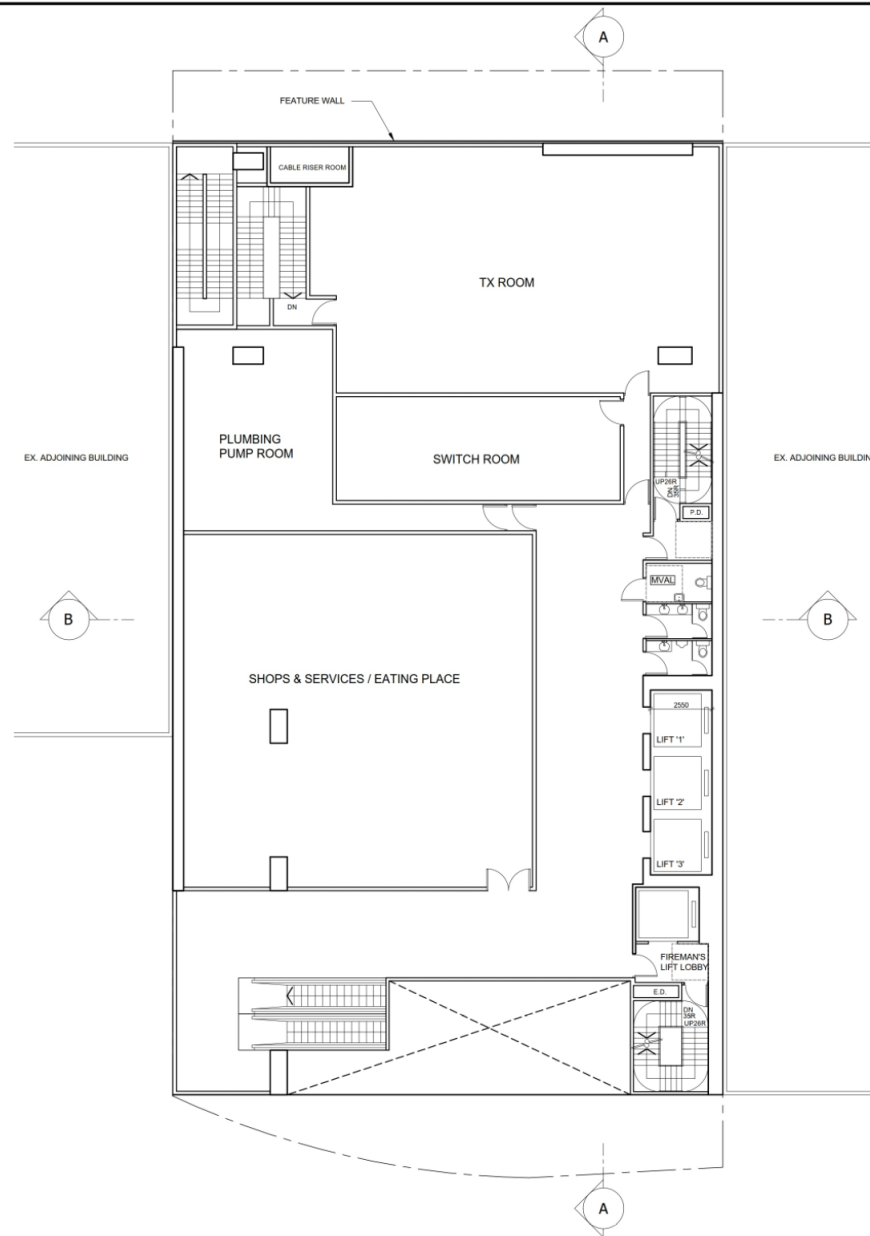 A
FEATURE WALL
CABLE RISER ROOM
TX ROOM
DN
PLUMBING
PUMP ROOM
SWITCH ROOM
EX. ADJOINING BUILDING
EX. ADJOINING BUILDIN
UP26R
DN
35R
P.D.
MVAL
B
B
SHOPS & SERVICES / EATING PLACE
2550
LIFT '1'
LIFT '2'
LIFT '3'
FIREMAN'S
LIFT LOBBY
E.D.
DN
35R
UP26R
A